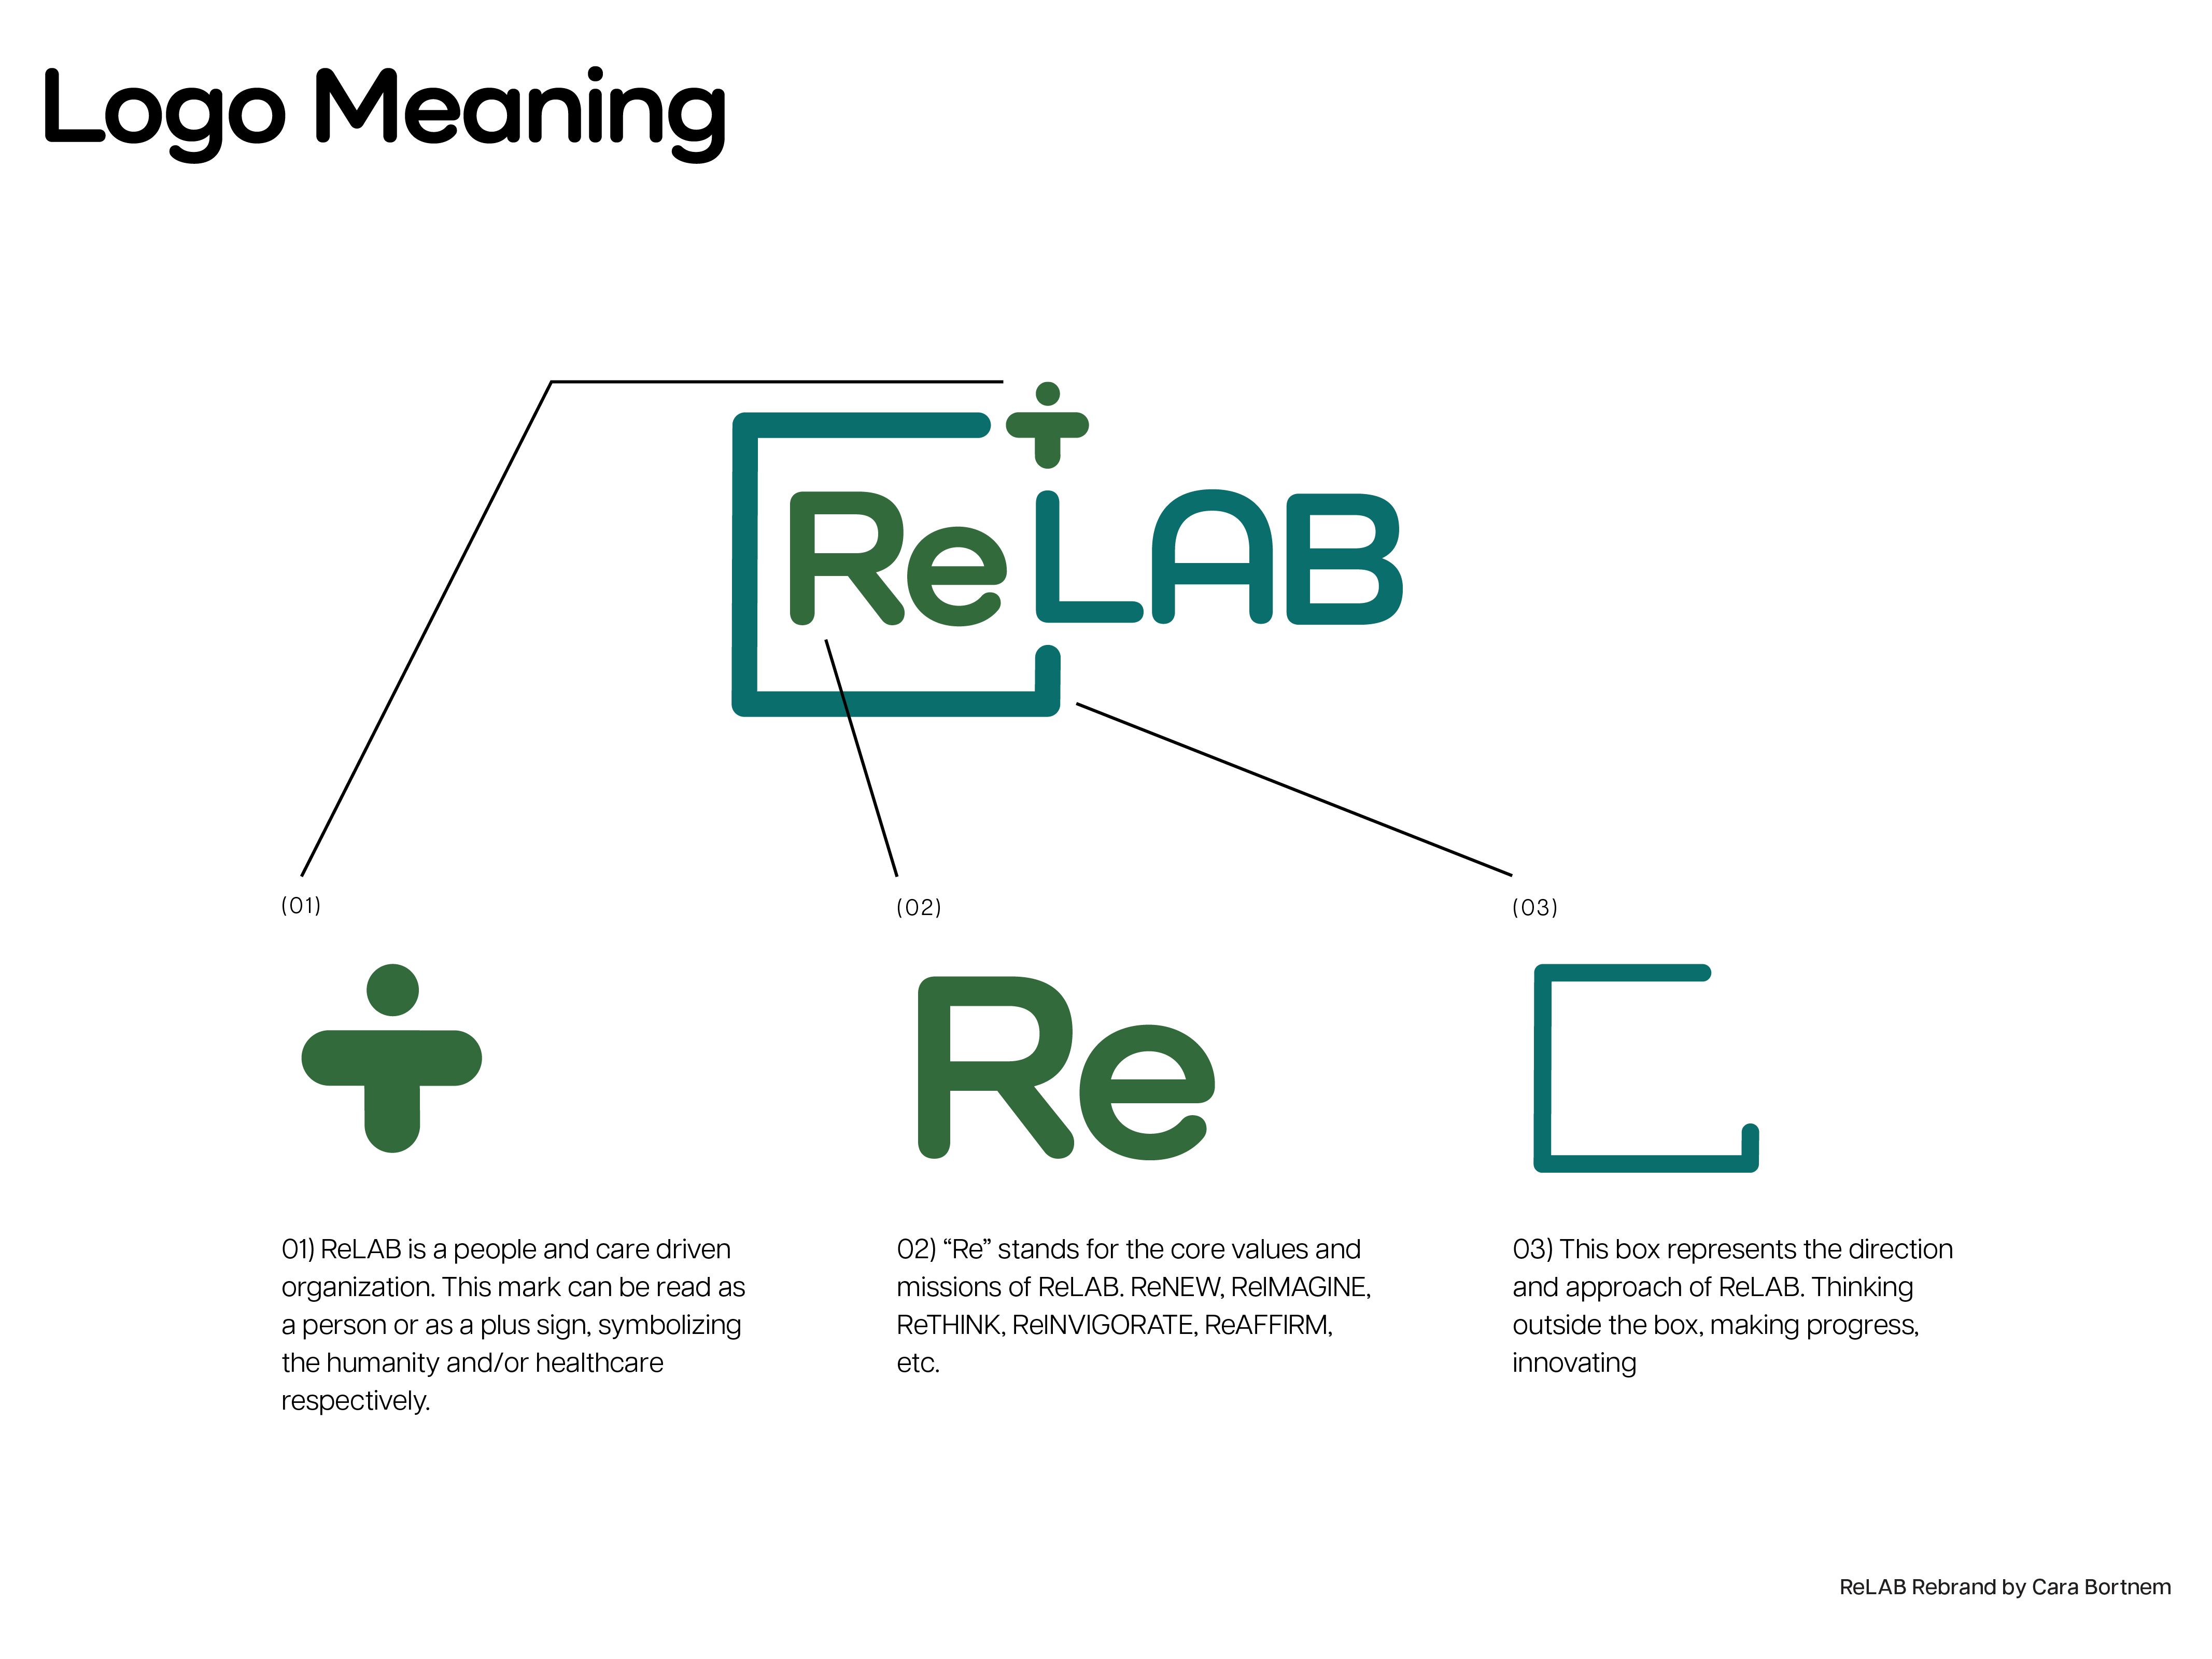 Logo Meaning
ReLAB
(01)
(02)
(03)
Re
01) ReLAB is a people and care driven
organization. This mark can be read as
a person or as a plus sign, symbolizing
the humanity and/or healthcare
respectively.
02) “Re” stands for the core values and
missions of ReLAB. ReNEW, ReIMAGINE,
ReTHINK, ReINVIGORATE, ReAFFIRM,
etc.
03) This box represents the direction
and approach of ReLAB. Thinking
outside the box, making progress,
innovating
ReLAB Rebrand by Cara Bortnem